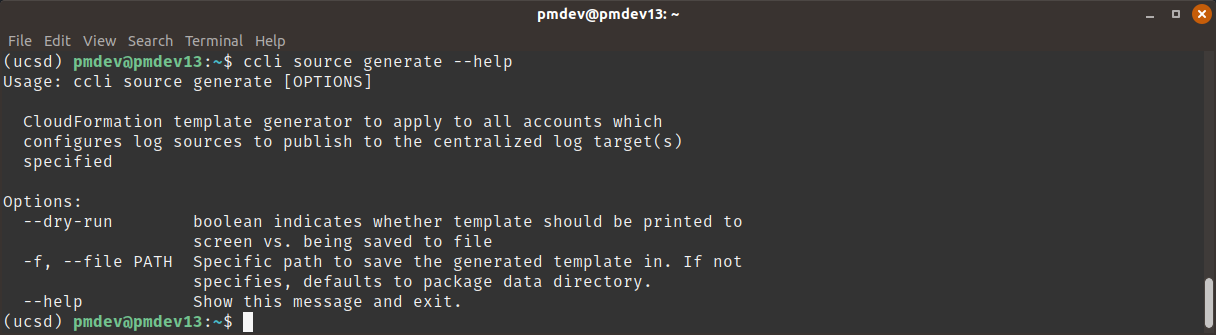 pmdev@pmdev13: ~
File Edit View Search Terminal Help
(ucsd) pmdev@pmdev13:~$ ccli source generate --help
Usage: ccli source generate [OPTIONS]
CloudFormation template generator to apply to all accounts which
configures log sources to publish to the centralized log target(s)
specified
Options:
--dry-run boolean indicates whether template should be printed to
screen vs. being saved to file
-f, --file PATH Specific path to save the generated template in. If not
specifies, defaults to package data directory.
--help Show this message and exit.
(ucsd) pmdev@pmdev13:~$